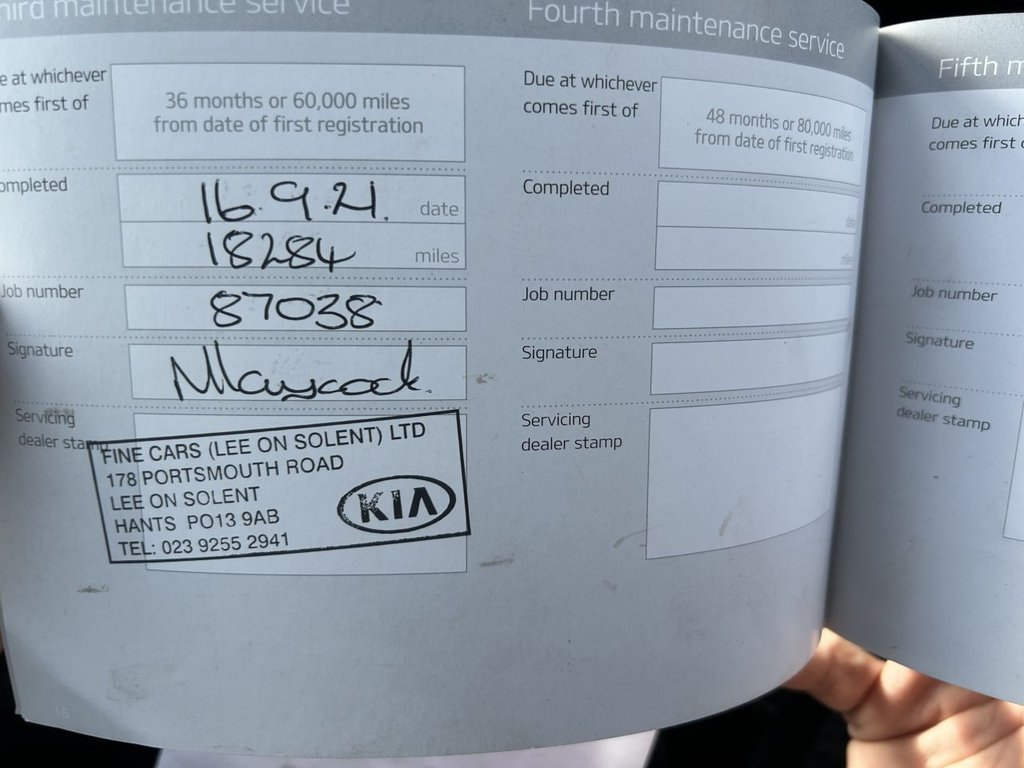 hird maintenance service
e at whichever
mes first of
36 months or 60,000 miles
from date of first registration
ompleted
16.9.21. date
18284 miles
Job number
87038
Signature
Servicing
dealer stamp
FINE CARS (LEE ON SOLENT) LTD
178 PORTSMOUTH ROAD
LEE ON SOLENT
HANTS PO13 9AB
TEL: 023 9255 2941
KIA
16
Fourth maintenance service
Due at whichever
comes first of
48 months or 80,000 miles
from date of first registration
Completed
date
miles
Job number
Signature
Servicing
dealer stamp
Fifth m
Due at which
comes first o
Completed
Job number
Signature
Servicing
dealer stamp